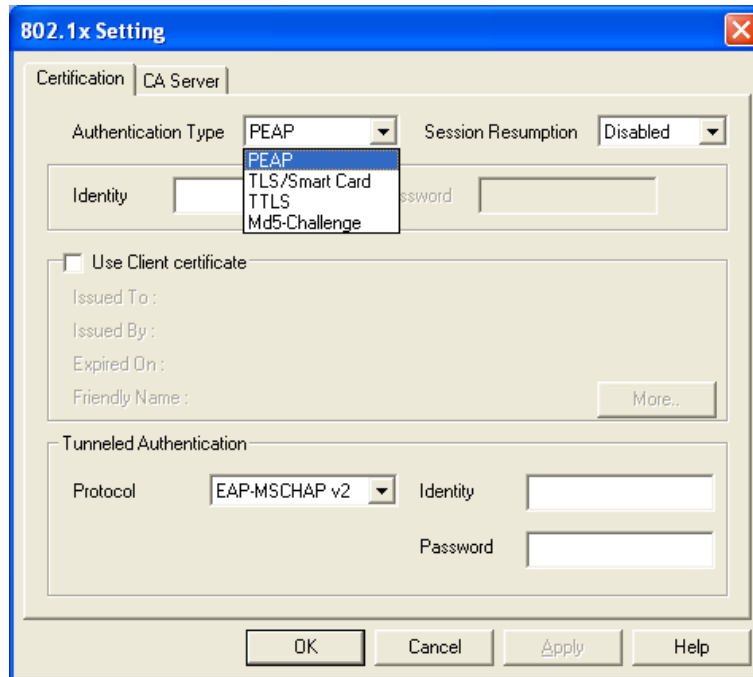 802.1x Setting
Certification CA Server
Authentication Type PEAP Session Resumption Disabled
PEAP
TLS/Smart Card
TTLS
Md5-Challenge
Identity ssword
Use Client certificate
Issued To :
Issued By :
Expired On :
Friendly Name :
More..
Tunneled Authentication
Protocol EAP-MSCHAP v2 Identity
Password
OK Cancel Apply Help